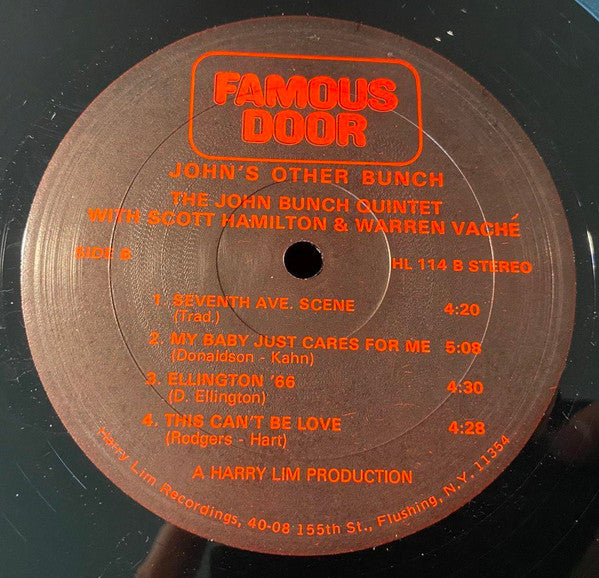 FAMOUS
DOOR
JOHN'S OTHER BUNCH
THE JOHN BUNCH QUINTET
WITH SCOTT HAMILTON & WARREN VACHÉ
SIDE B
HL 114 B STEREO
1. SEVENTH AVE. SCENE 4:20
(Trad.)
2. MY BABY JUST CARES FOR ME 5:08
(Donaldson - Kahn)
3. ELLINGTON '66 4:30
(D. Ellington)
4. THIS CAN'T BE LOVE 4:28
(Rodgers - Hart)
A HARRY LIM PRODUCTION
Harry Lim Recordings, 40-08 155th St., Flushing, N.Y. 11354